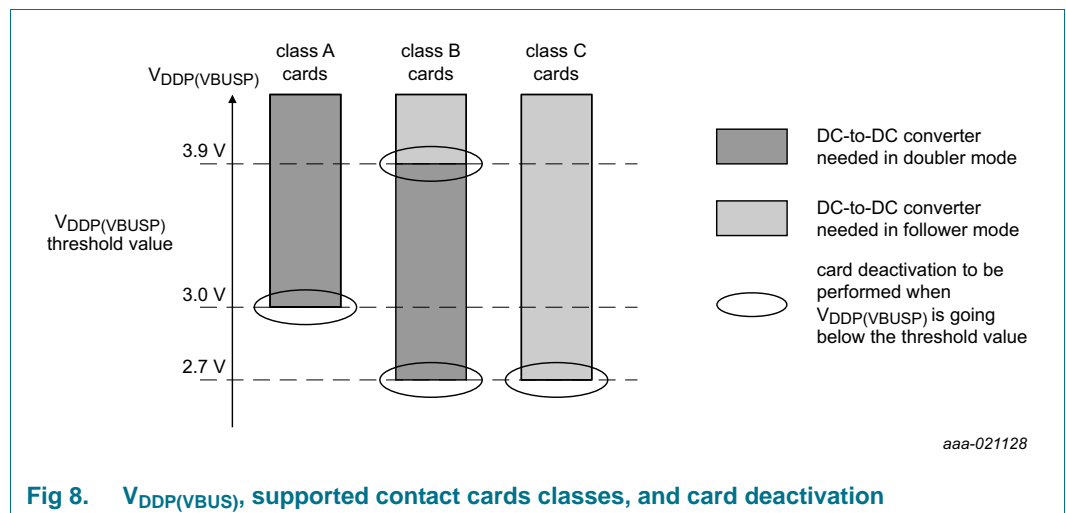 class A
cards
class B
cards
class C
cards
VDDP(VBUSP)
3.9 V
VDDP(VBUSP)
threshold value
3.0 V
2.7 V
DC-to-DC converter
needed in doubler mode
DC-to-DC converter
needed in follower mode
card deactivation to be
performed when
VDDP(VBUSP) is going
below the threshold value
aaa-021128
Fig 8. VDDP(VBUS), supported contact cards classes, and card deactivation